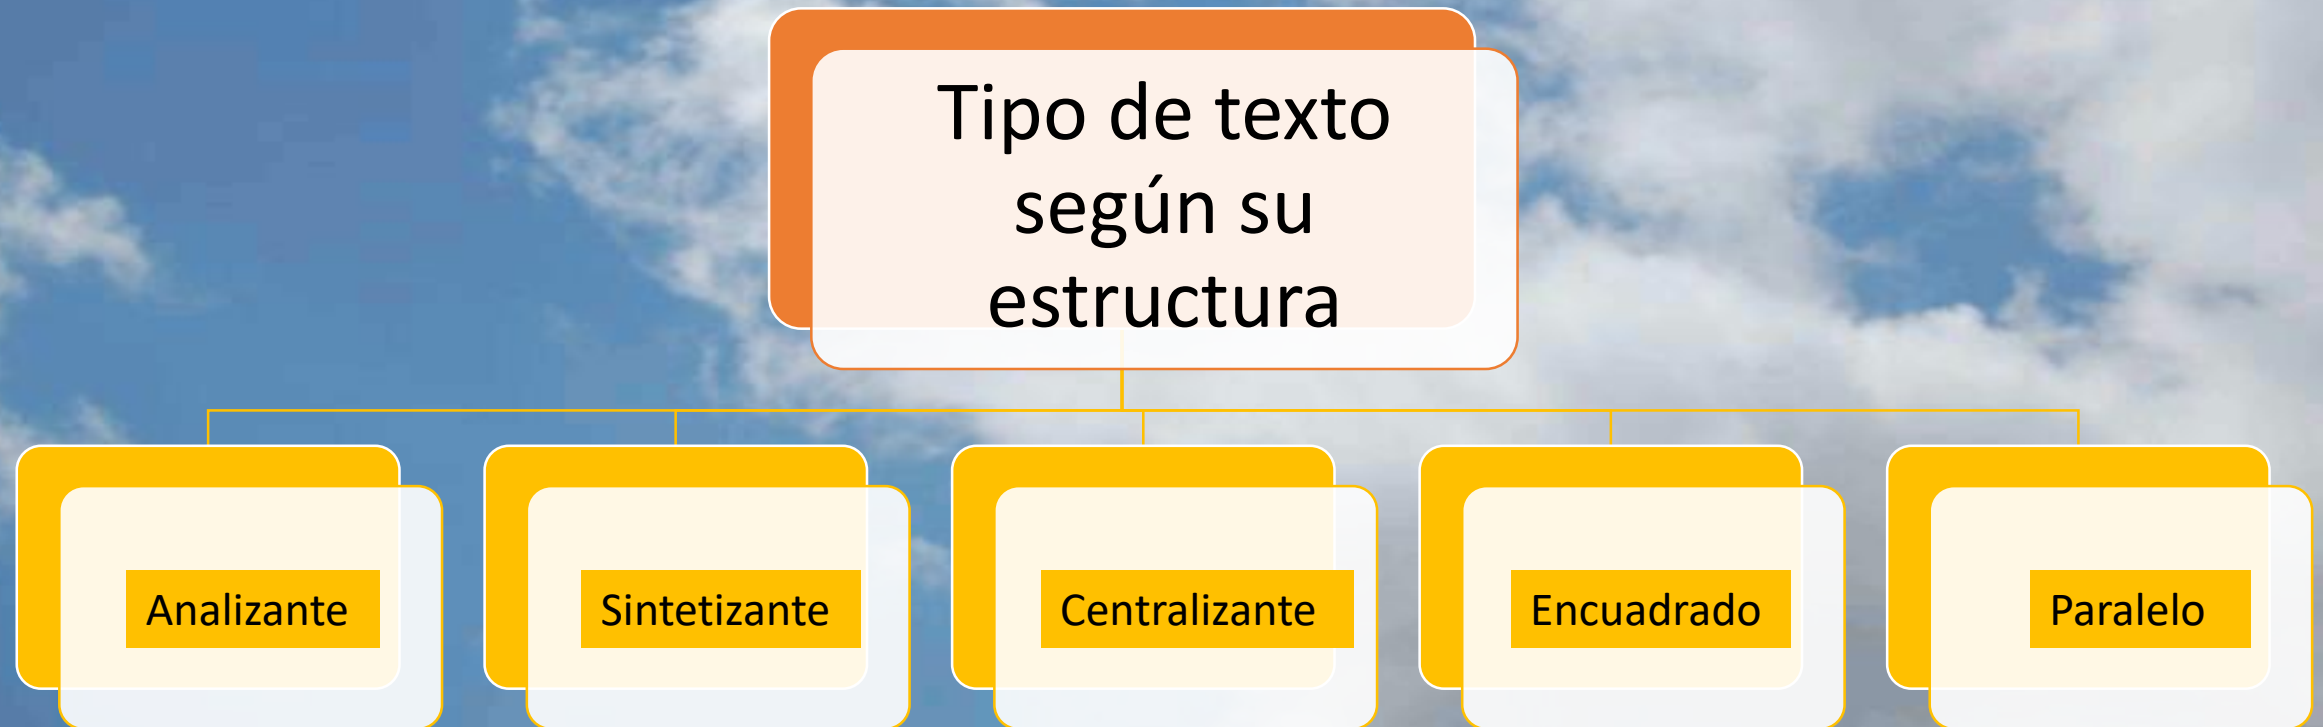 Tipo de texto
según su
estructura
Analizante
Sintetizante
Centralizante
Encuadrado
Paralelo